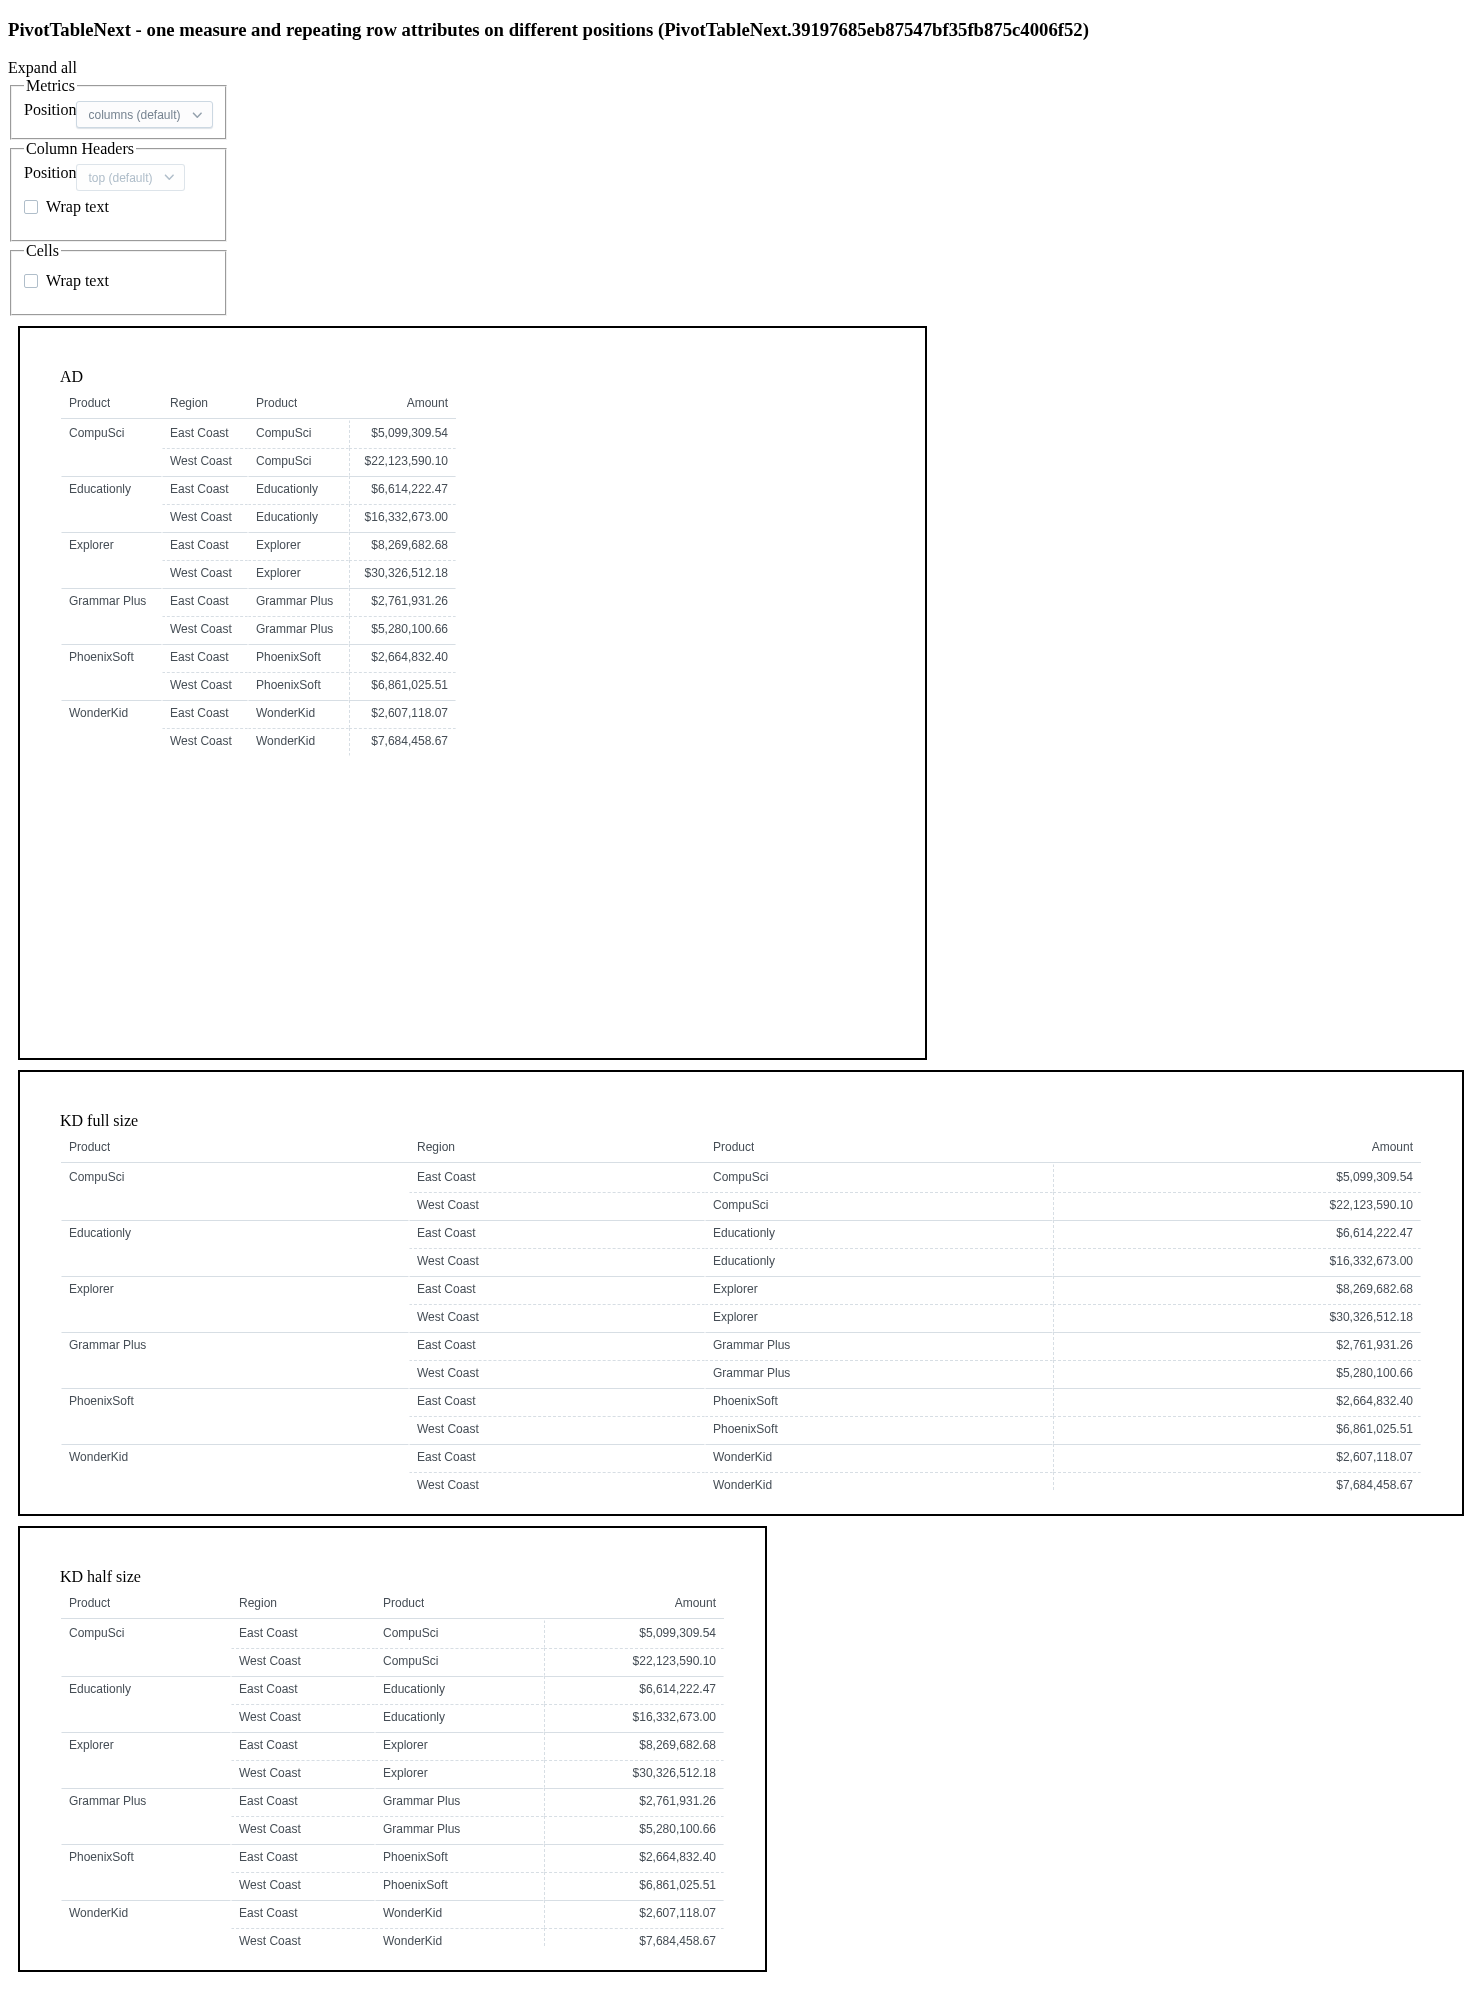 PivotTableNext - one measure and repeating row attributes on different positions (PivotTableNext.39197685eb87547bf35fb875c4006f52)
Expand all
Metrics
Position columns (default)
Column Headers
Position top (default)
Wrap text
Cells
Wrap text
AD
Product Region Product Amount
CompuSci East Coast CompuSci $5,099,309.54
West Coast CompuSci $22,123,590.10
Educationly East Coast Educationly $6,614,222.47
West Coast Educationly $16,332,673.00
Explorer East Coast Explorer $8,269,682.68
West Coast Explorer $30,326,512.18
Grammar Plus East Coast Grammar Plus $2,761,931.26
West Coast Grammar Plus $5,280,100.66
PhoenixSoft East Coast PhoenixSoft $2,664,832.40
West Coast PhoenixSoft $6,861,025.51
WonderKid East Coast WonderKid $2,607,118.07
West Coast WonderKid $7,684,458.67
KD full size
Product Region Product Amount
CompuSci East Coast CompuSci $5,099,309.54
West Coast CompuSci $22,123,590.10
Educationly East Coast Educationly $6,614,222.47
West Coast Educationly $16,332,673.00
Explorer East Coast Explorer $8,269,682.68
West Coast Explorer $30,326,512.18
Grammar Plus East Coast Grammar Plus $2,761,931.26
West Coast Grammar Plus $5,280,100.66
PhoenixSoft East Coast PhoenixSoft $2,664,832.40
West Coast PhoenixSoft $6,861,025.51
WonderKid East Coast WonderKid $2,607,118.07
West Coast WonderKid $7,684,458.67
KD half size
Product Region Product Amount
CompuSci East Coast CompuSci $5,099,309.54
West Coast CompuSci $22,123,590.10
Educationly East Coast Educationly $6,614,222.47
West Coast Educationly $16,332,673.00
Explorer East Coast Explorer $8,269,682.68
West Coast Explorer $30,326,512.18
Grammar Plus East Coast Grammar Plus $2,761,931.26
West Coast Grammar Plus $5,280,100.66
PhoenixSoft East Coast PhoenixSoft $2,664,832.40
West Coast PhoenixSoft $6,861,025.51
WonderKid East Coast WonderKid $2,607,118.07
West Coast WonderKid $7,684,458.67